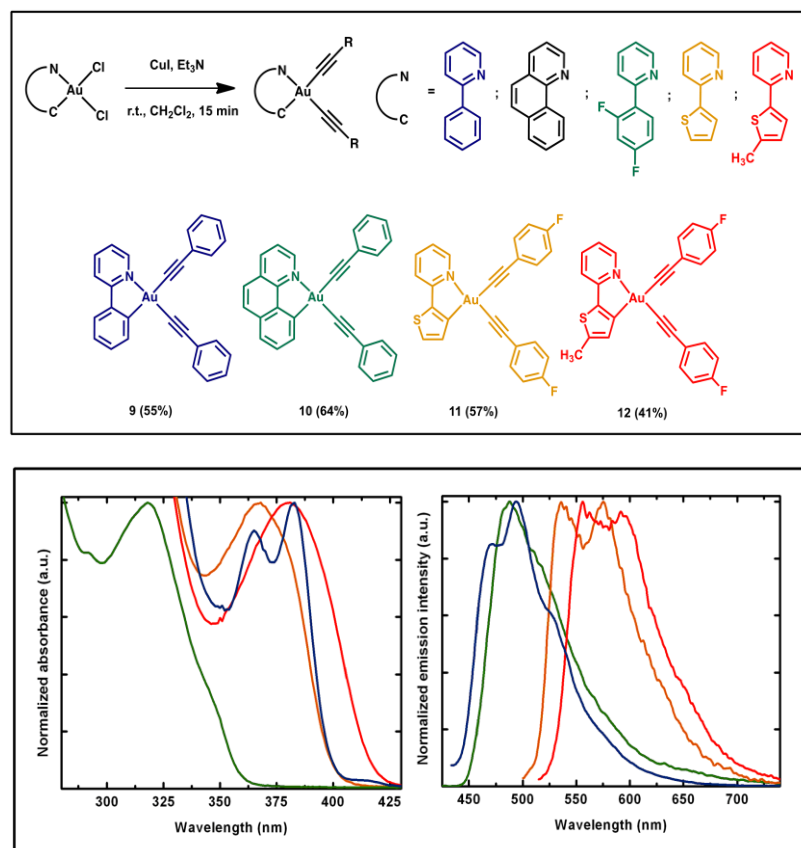 N
Au
Cl
Cl
C
CuI, Et3N
r.t., CH2Cl2, 15 min
N
Au
C
R
R
N
C
=
N
;
N
;
N
F
F
;
N
S
;
N
S
H3C
N
Au
N
Au
N
Au
S
F
F
N
Au
S
H3C
F
F
9 (55%)
10 (64%)
11 (57%)
12 (41%)
Normalized absorbance (a.u.)
300
325
350
375
400
425
Wavelength (nm)
Normalized emission intensity (a.u.)
450
500
550
600
650
700
Wavelength (nm)